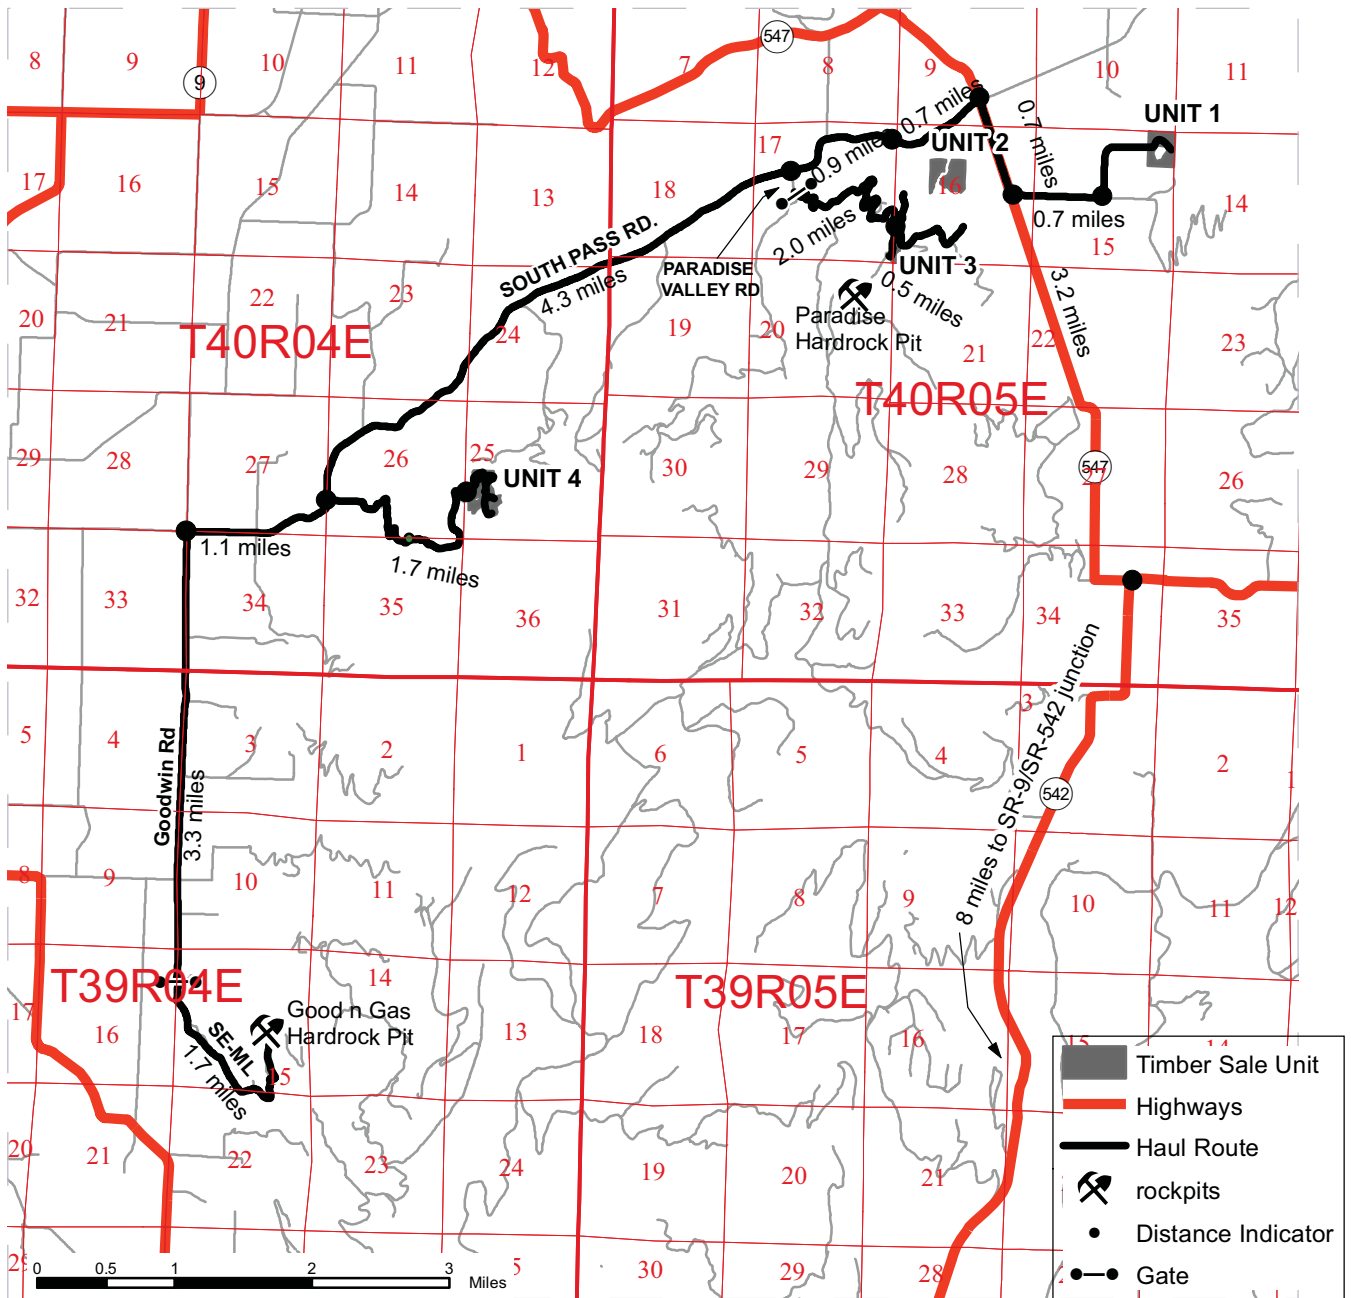 547
8
9
10
11
12
7
8
9
10
11
9
0.7 miles
0.7 miles
UNIT 1
17
16
15
14
13
18
17
0.9 miles
UNIT 2
16
15
14
0.7 miles
SOUTH PASS RD.
4.3 miles
2.0 miles
PARADISE
VALLEY RD
UNIT 3
0.5 miles
3.2 miles
20
21
22
23
24
19
20
21
22
23
Paradise
Hardrock Pit
T40R04E
T40R05E
29
28
27
26
25
30
29
28
27
26
547
UNIT 4
1.1 miles
1.7 miles
32
33
34
35
36
31
32
33
34
35
8 miles to SR-9/SR-542 junction
5
4
3
2
1
6
5
4
3
2
1
Goodwin Rd
3.3 miles
542
8
9
10
11
12
7
8
9
10
11
12
T39R04E
T39R05E
17
16
15
14
13
18
17
16
15
14
SE-ML
1.7 miles
Good n Gas
Hardrock Pit
20
21
22
23
24
19
20
21
29
5
30
29
28
2
0 0.5 1 2 3 Miles
Timber Sale Unit
Highways
Haul Route
rockpits
Distance Indicator
Gate